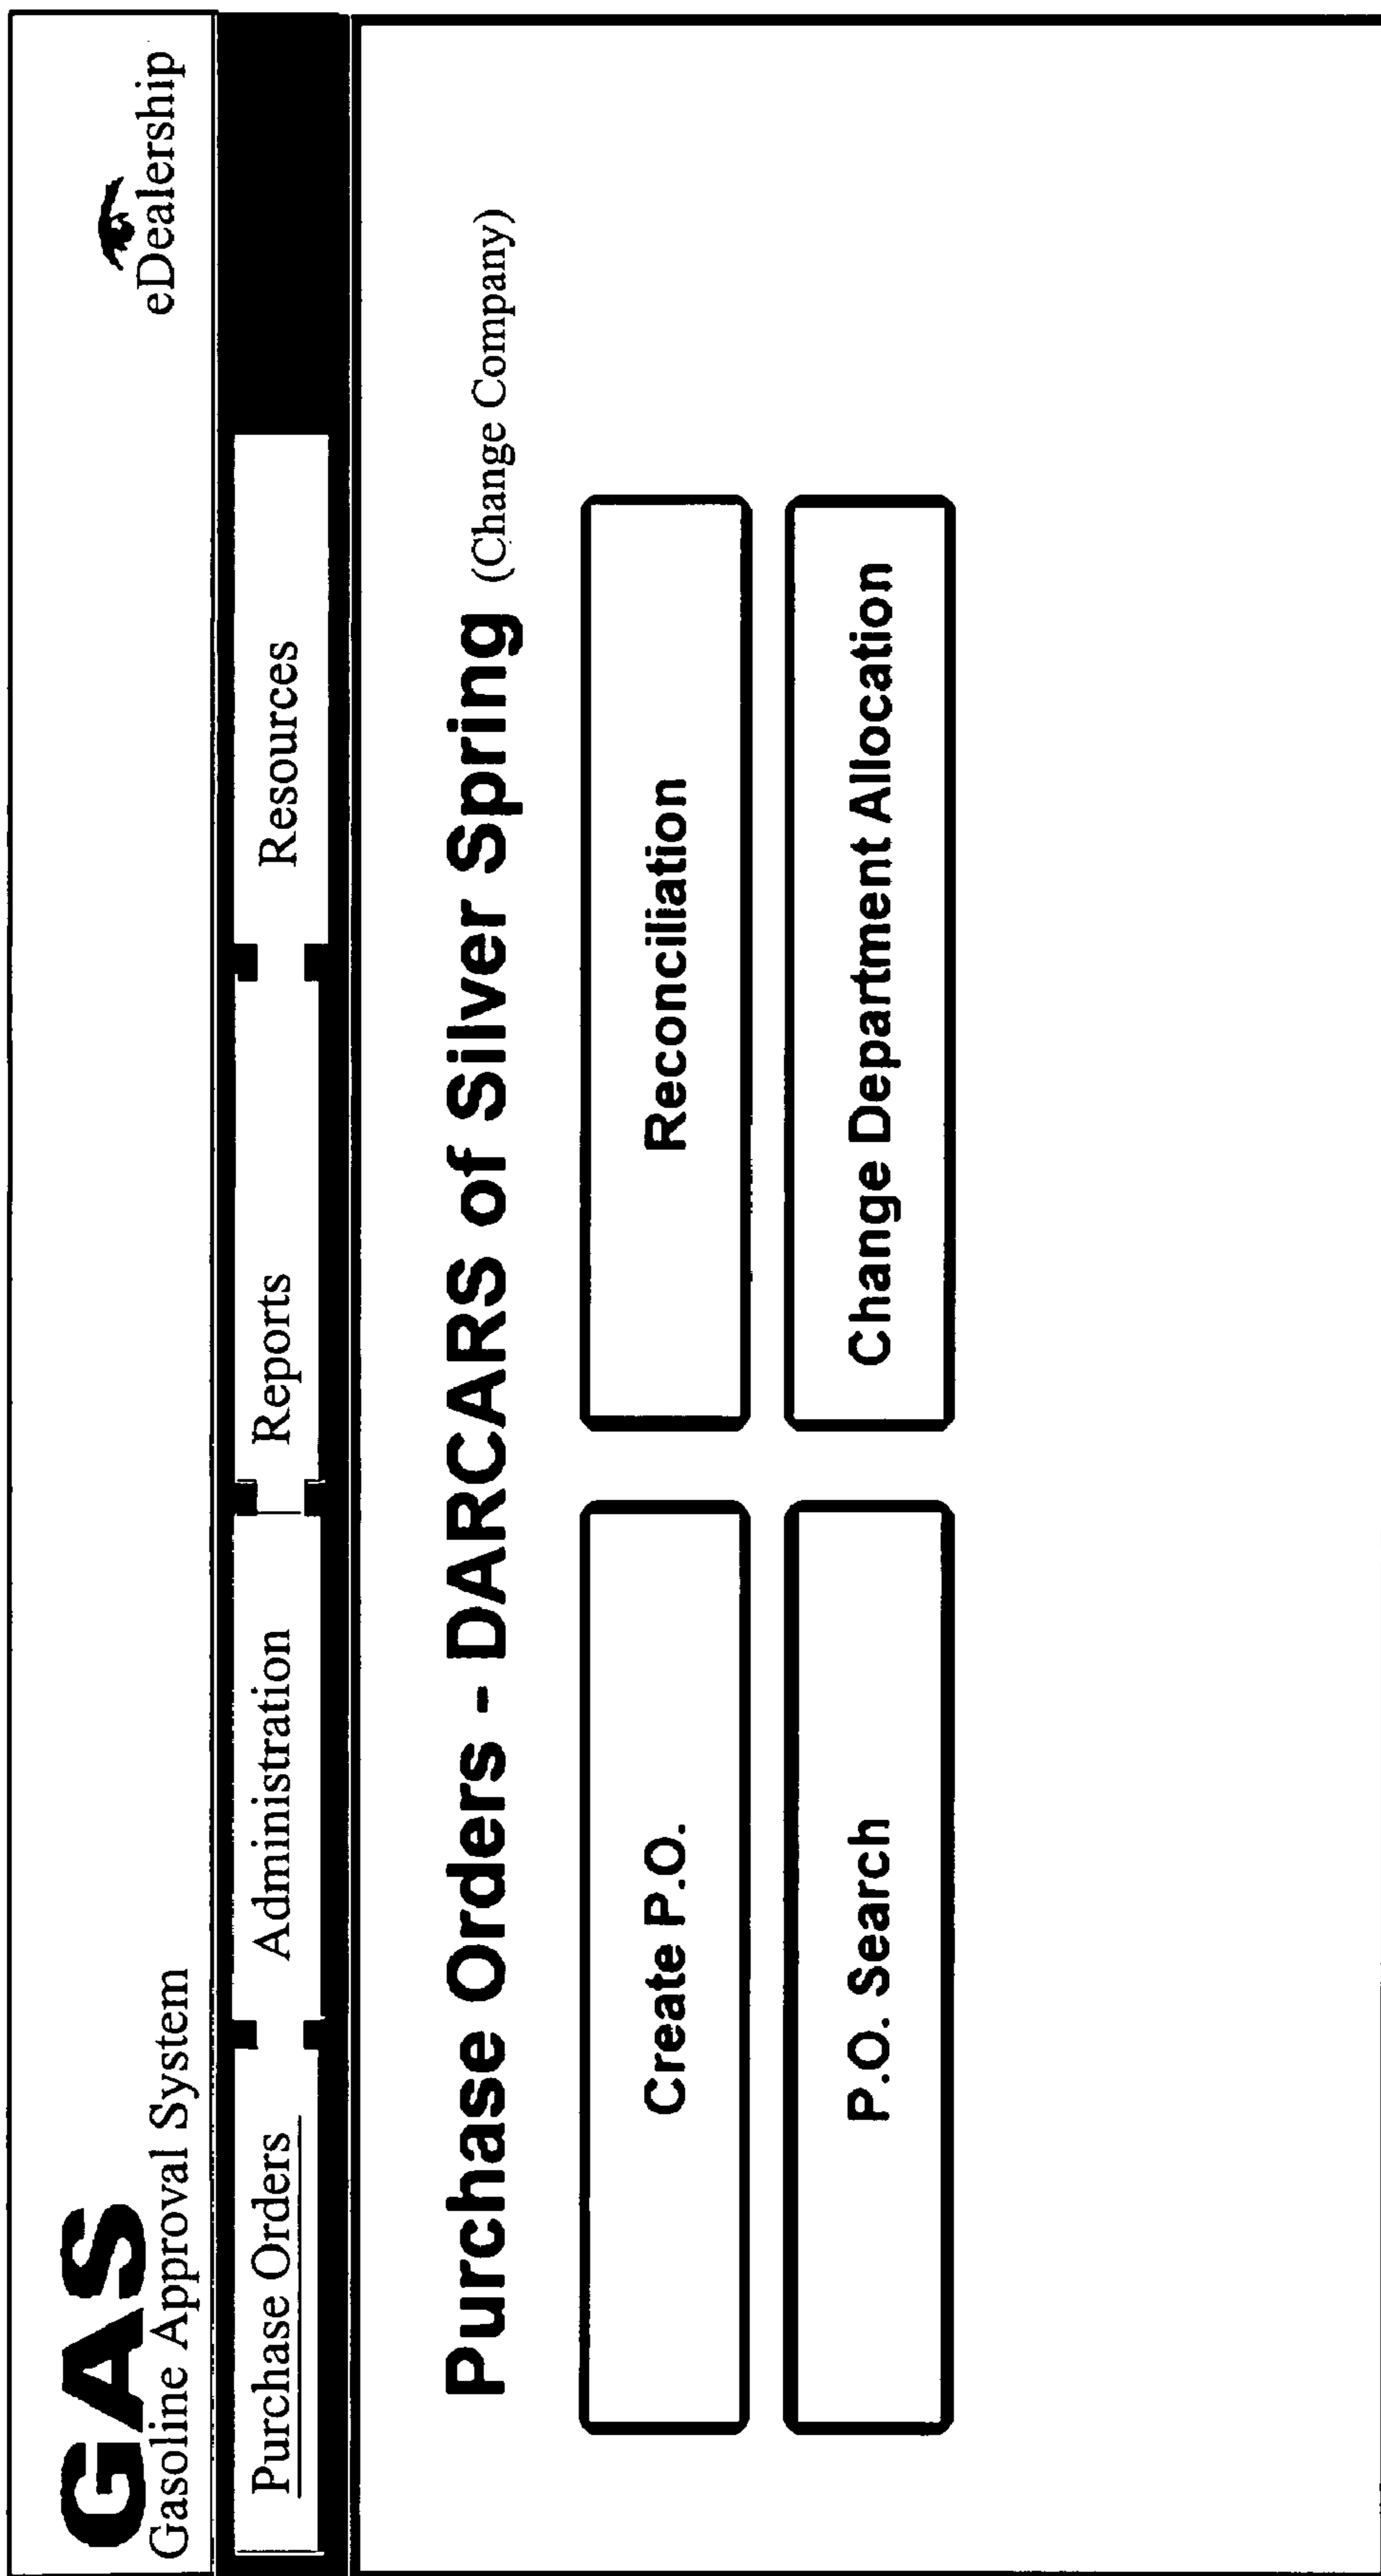 GAS
Gasoline Approval System
eDealership
Purchase Orders Administration Reports Resources
Purchase Orders - DARCARS of Silver Spring (Change Company)
Create P.O. Reconciliation
P.O. Search Change Department Allocation